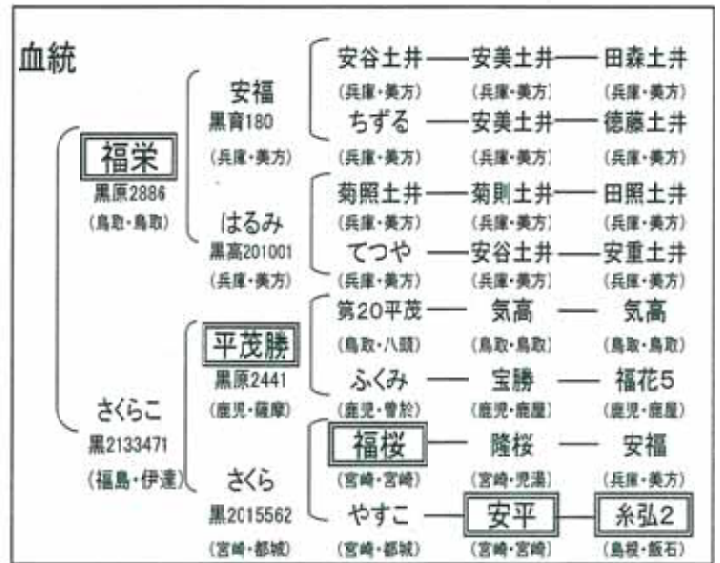 血統
安谷土井 安美土井 田森土井
(兵庫・美方) (兵庫・美方) (兵庫・美方)
安福
黒育180
(兵庫・美方)
ちずる 安美土井 徳藤土井
(兵庫・美方) (兵庫・美方) (兵庫・美方)
福栄
黒原2886
(鳥取・鳥取)
菊照土井 菊則土井 田照土井
(兵庫・美方) (兵庫・美方) (兵庫・美方)
はるみ
黒高201001
(兵庫・美方)
てつや 安谷土井 安重土井
(兵庫・美方) (兵庫・美方) (兵庫・美方)
第20平茂 気高 気高
(鳥取・八頭) (鳥取・鳥取) (鳥取・鳥取)
平茂勝
黒原2441
(鹿児・薩摩)
ふくみ 宝勝 福花5
(鹿児・曽於) (鹿児・鹿屋) (鹿児・鹿屋)
さくらこ
黒2133471
(福島・伊達)
福桜 隆桜 安福
(宮崎・宮崎) (宮崎・児湯) (兵庫・美方)
さくら
黒2015562
(宮崎・都城)
やすこ 安平 糸弘2
(宮崎・都城) (宮崎・宮崎) (島根・飯石)